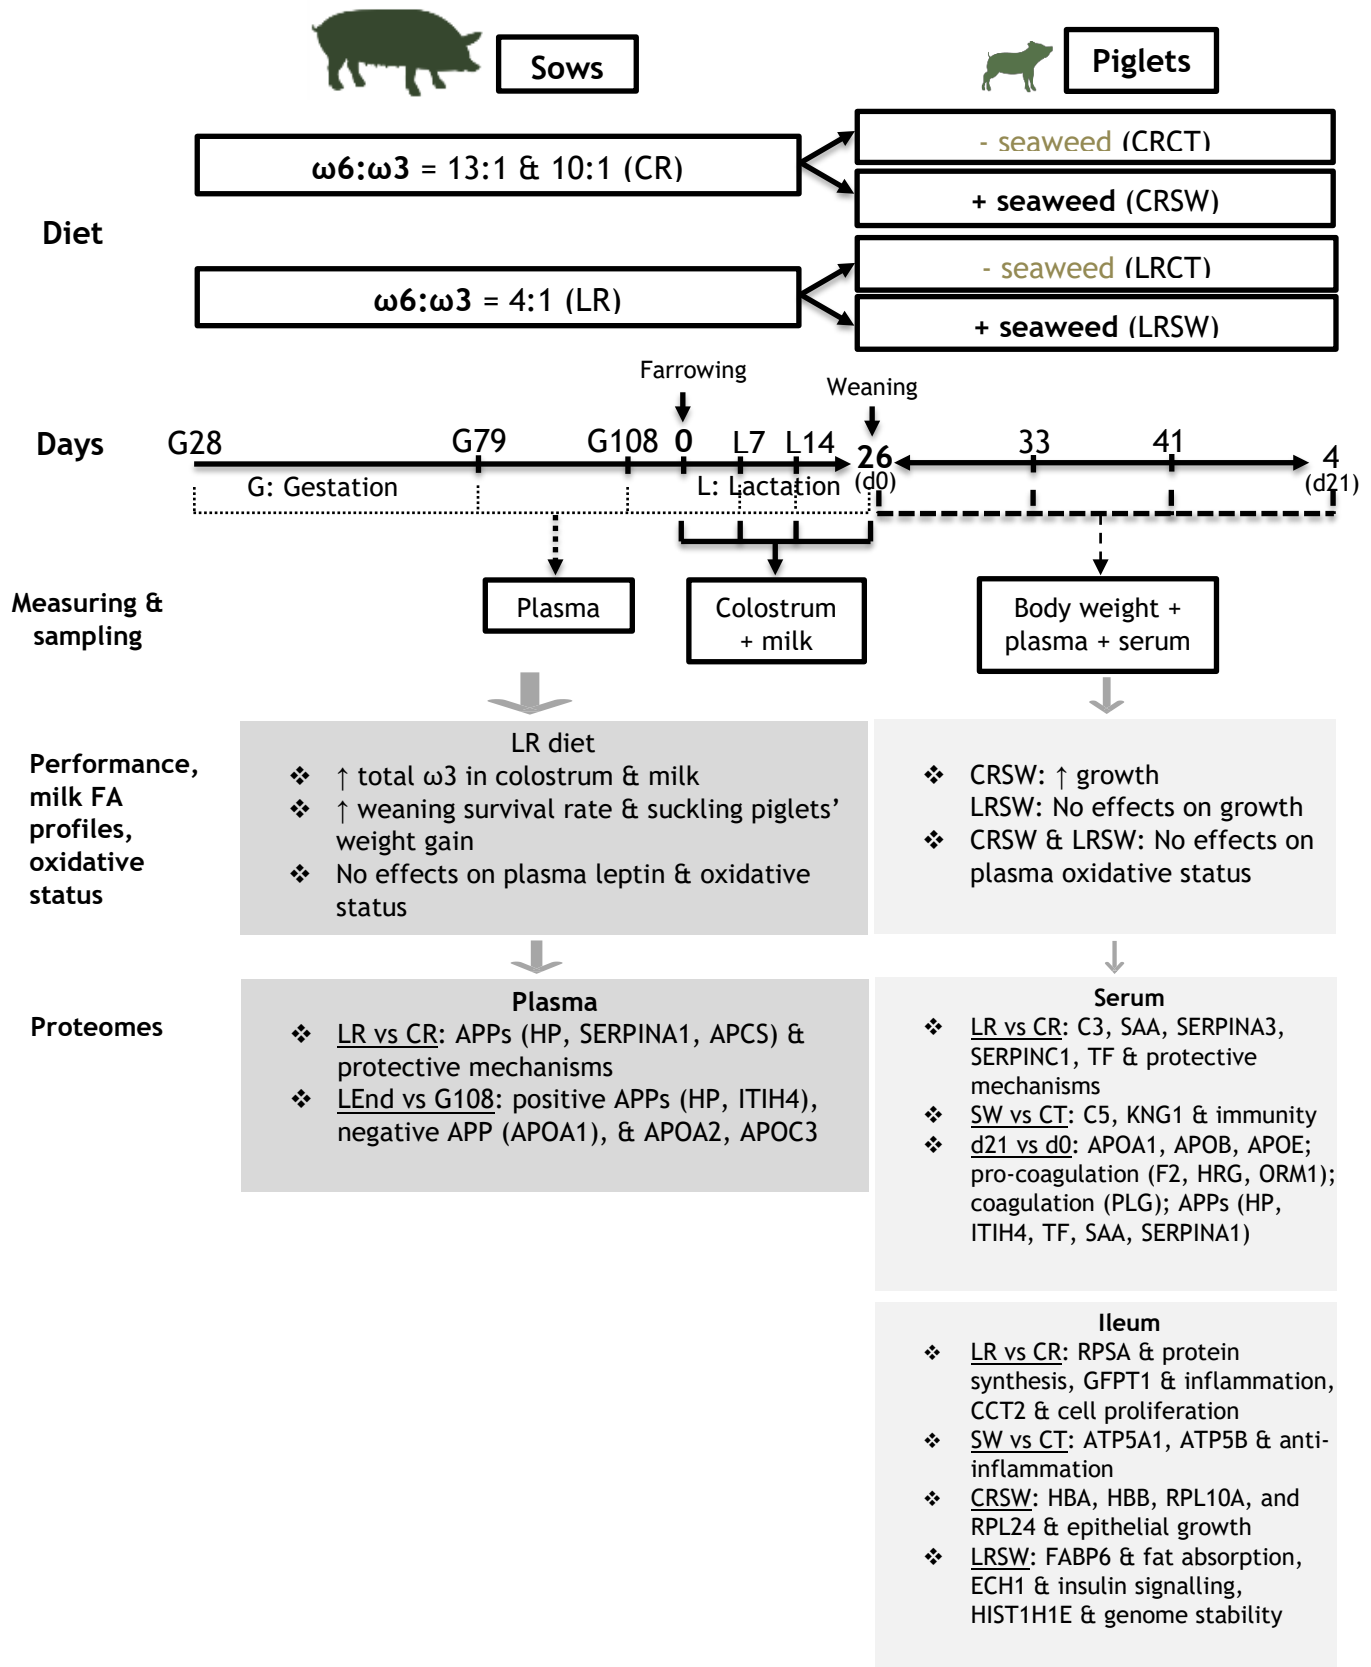 Sows
Piglets
Diet
ω6:ω3 = 13:1 & 10:1 (CR)
- seaweed (CRCT)
+ seaweed (CRSW)
ω6:ω3 = 4:1 (LR)
- seaweed (LRCT)
+ seaweed (LRSW)
Farrowing
Weaning
Days
G28
G79
G108
0
L7
L14
26
(d0)
33
41
4
(d21)
G: Gestation
L: Lactation
Measuring &
sampling
Plasma
Colostrum
+ milk
Body weight +
plasma + serum
Performance,
milk FA
profiles,
oxidative
status
LR diet
❖ ↑ total ω3 in colostrum & milk
❖ ↑ weaning survival rate & suckling piglets’
weight gain
❖ No effects on plasma leptin & oxidative
status
❖ CRSW: ↑ growth
LRSW: No effects on growth
❖ CRSW & LRSW: No effects on
plasma oxidative status
Proteomes
Plasma
❖ LR vs CR: APPs (HP, SERPINA1, APCS) &
protective mechanisms
❖ LEnd vs G108: positive APPs (HP, ITIH4),
negative APP (APOA1), & APOA2, APOC3
Serum
❖ LR vs CR: C3, SAA, SERPINA3,
SERPINC1, TF & protective
mechanisms
❖ SW vs CT: C5, KNG1 & immunity
❖ d21 vs d0: APOA1, APOB, APOE;
pro-coagulation (F2, HRG, ORM1);
coagulation (PLG); APPs (HP,
ITIH4, TF, SAA, SERPINA1)
Ileum
❖ LR vs CR: RPSA & protein
synthesis, GFPT1 & inflammation,
CCT2 & cell proliferation
❖ SW vs CT: ATP5A1, ATP5B & anti-
inflammation
❖ CRSW: HBA, HBB, RPL10A, and
RPL24 & epithelial growth
❖ LRSW: FABP6 & fat absorption,
ECH1 & insulin signalling,
HIST1H1E & genome stability